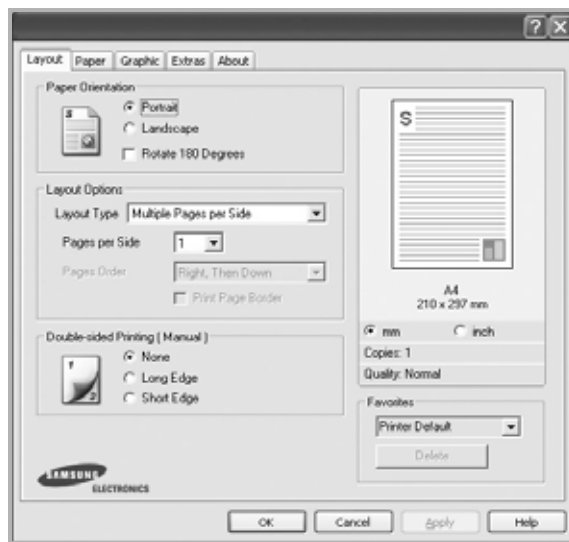 ? X
Layout Paper Graphic Extras About
Paper Orientation
S
Portrait
Landscape
Rotate 180 Degrees
Layout Options
Layout Type Multiple Pages per Side
Pages per Side 1
Pages Order Right, Then Down
Print Page Border
Double-sided Printing ( Manual )
1
2
None
Long Edge
Short Edge
SAMSUNG
ELECTRONICS
S
A4
210 x 297 mm
mm inch
Copies: 1
Quality: Normal
Favorites
Printer Default
Delete
OK Cancel Apply Help